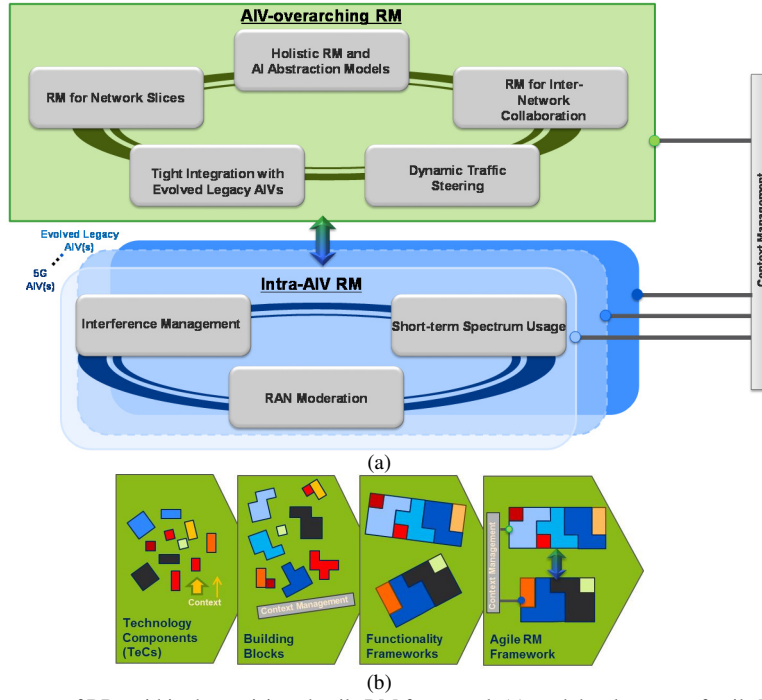 AIV-overarching RM
Holistic RM and
AI Abstraction Models
RM for Network Slices
RM for Inter-
Network
Collaboration
Tight Integration with
Evolved Legacy AIVs
Dynamic Traffic
Steering
Context Management
Evolved Legacy
AIV(s)
5G
AIV(s)
Intra-AIV RM
Interference Management
Short-term Spectrum Usage
RAN Moderation
(a)
Context
Technology
Components
(TeCs)
Context Management
Building
Blocks
Functionality
Frameworks
Context Management
Agile RM
Framework
(b)